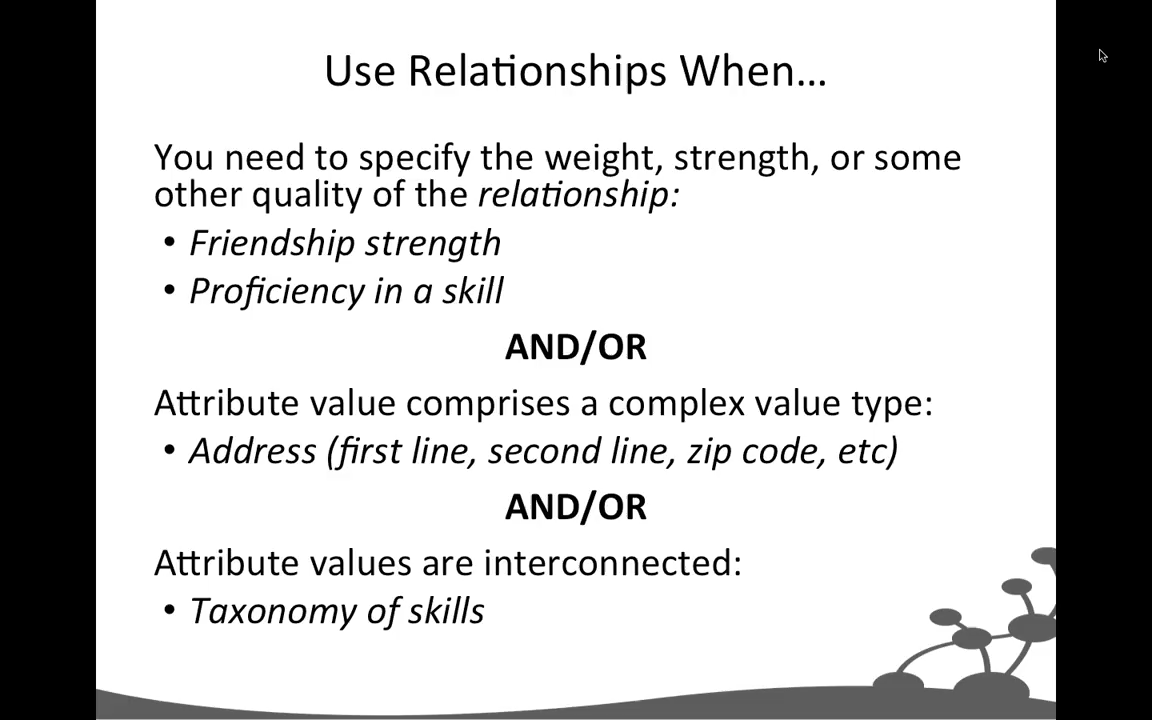 Use Relationships When…
You need to specify the weight, strength, or some
other quality of the relationship:
• Friendship strength
• Proficiency in a skill
AND/OR
Attribute value comprises a complex value type:
• Address (first line, second line, zip code, etc)
AND/OR
Attribute values are interconnected:
• Taxonomy of skills